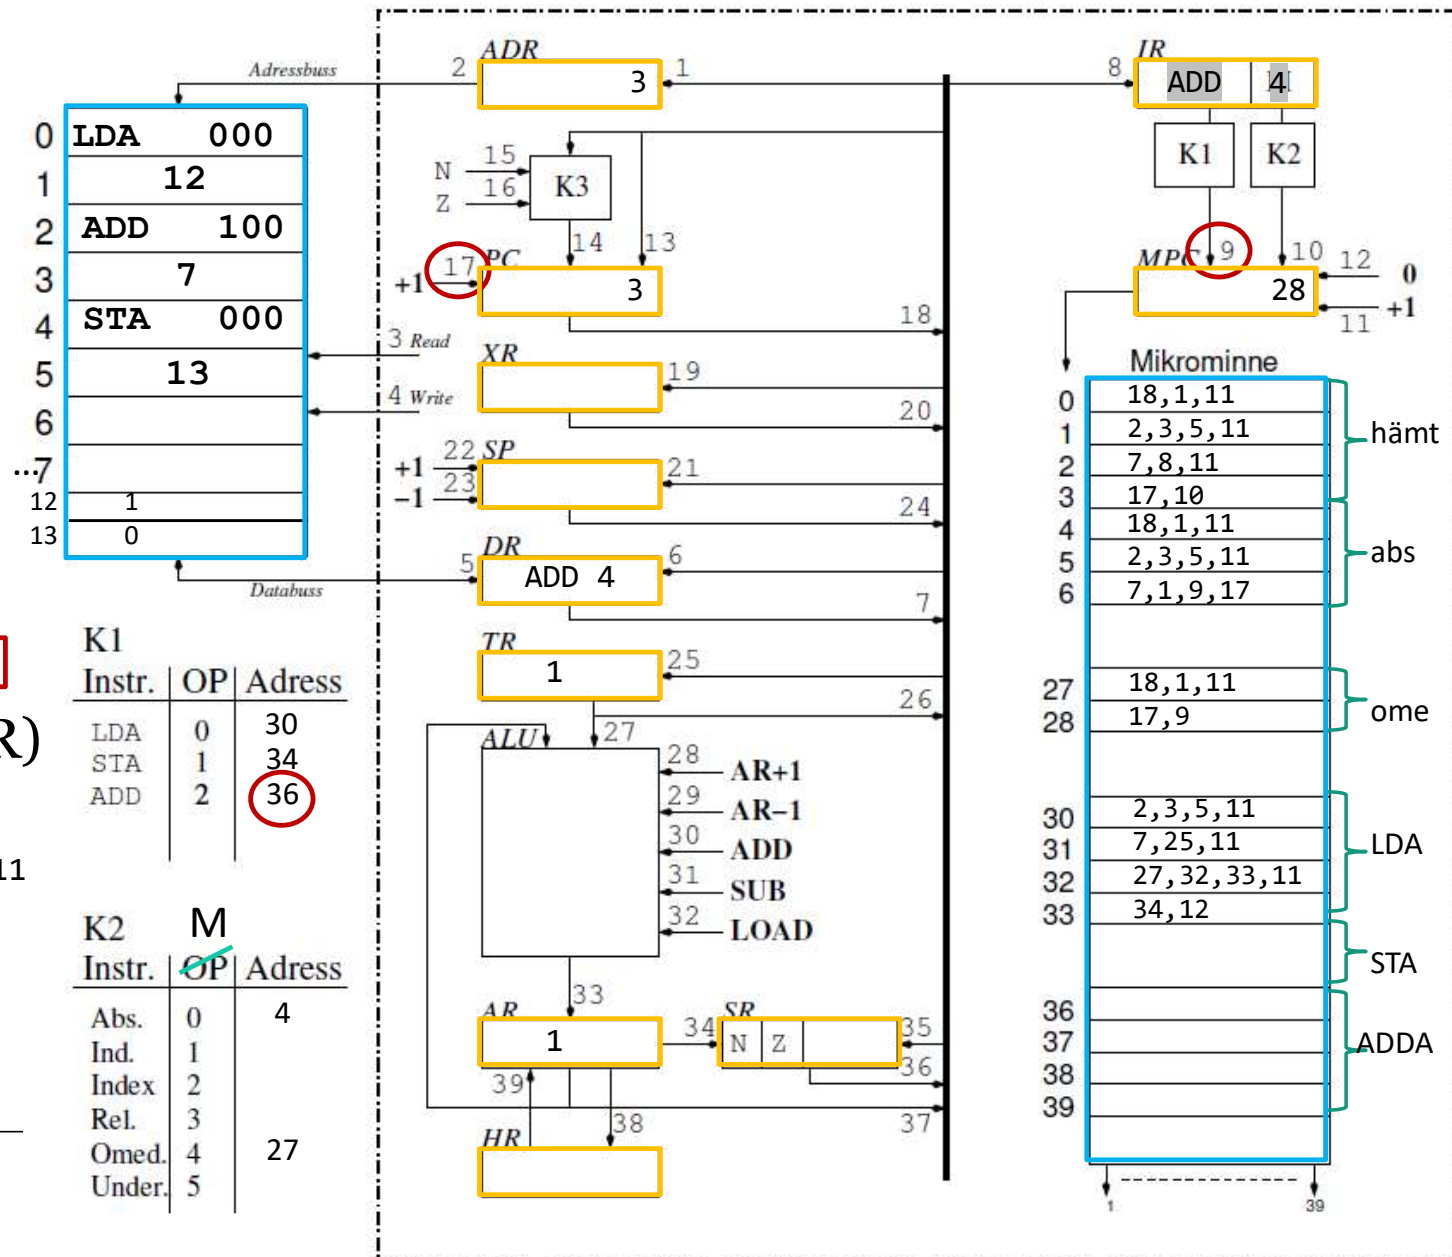 Adressbuss
0 LDA 000
1 12
2 ADD 100
3 7
4 STA 000
5 13
6
...7
12 1
13 0
Databuss
K1
Instr. OP Adress
LDA 0 30
STA 1 34
ADD 2 36
R)
11
K2 M
Instr. OP Adress
Abs. 0 4
Ind. 1
Index 2
Rel. 3
Omed. 4 27
Under. 5
ADR
2 3 1
N 15
Z 16
K3
14 13
17 PC
+1 3
18
3 Read
XR
19
4 Write
20
22 SP
+1 21
23
−1
24
DR
5 ADD 4 6
7
TR
1 25
26
ALU 27
28 AR+1
29 AR−1
30 ADD
31 SUB
32 LOAD
33
AR
1 34
SR
N Z 35
36
39 38 37
HR
IR
8 ADD 4
K1 K2
MPC 9 10 12 0
28 +1
11
Mikrominne
0 18,1,11
1 2,3,5,11 hämt
2 7,8,11
3 17,10
4 18,1,11
5 2,3,5,11 abs
6 7,1,9,17
27 18,1,11
28 17,9 ome
30 2,3,5,11
31 7,25,11 LDA
32 27,32,33,11
33 34,12
STA
36
37 ADDA
38
39
1 39